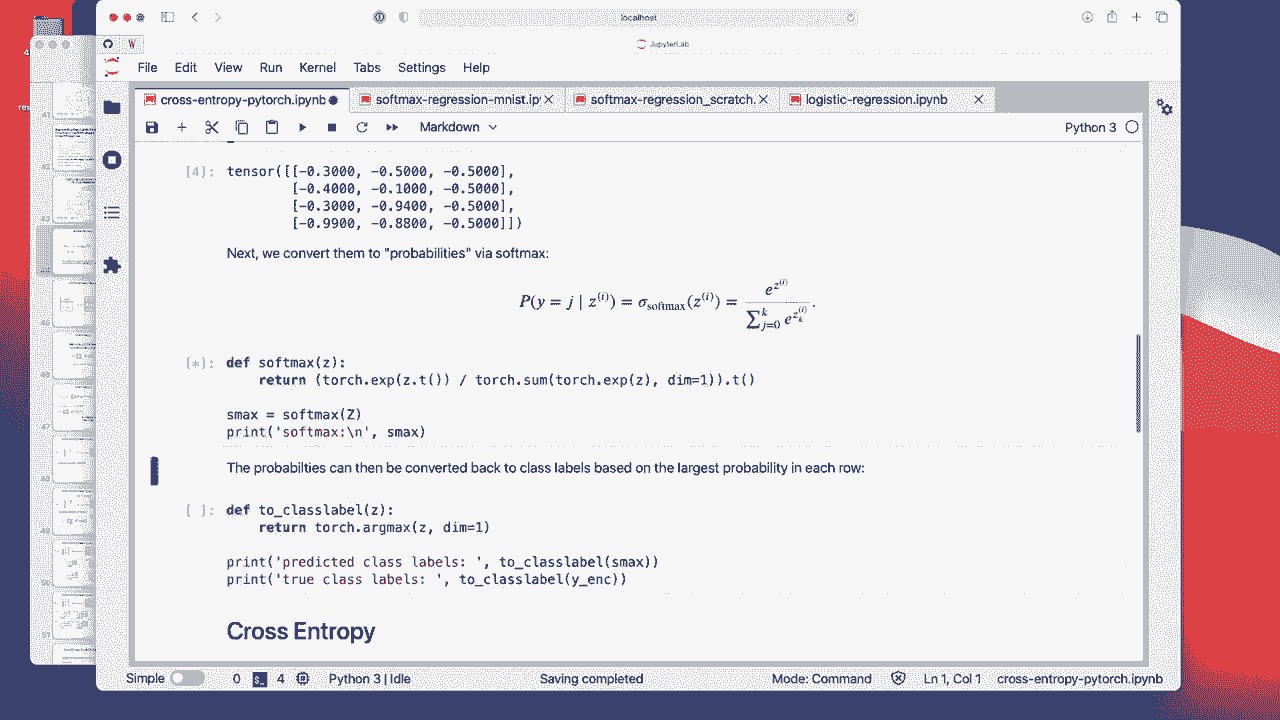 localhost
JupyterLab
File Edit View Run Kernel Tabs Settings Help
cross-entropy-pytorch.ipynb softmax-regression-mnist.ip softmax-regression_scratch. logistic-regression.ipynb
Markdown Python 3
[4]: tensor([[-0.3000, -0.5000, -0.5000],
[-0.4000, -0.1000, -0.5000],
[-0.3000, -0.9400, -0.5000],
[-0.9900, -0.8800, -0.5000]])
Next, we convert them to "probabilities" via softmax:
P(y = j | z^{(i)}) = σ_{softmax}(z^{(i)}) = \frac{e^{z^{(i)}}}{\sum_{j=0}^{k} e^{z_k^{(i)}}}.
[*]: def softmax(z):
return (torch.exp(z.t()) / torch.sum(torch.exp(z), dim=1)).t()
smax = softmax(Z)
print('softmax:\n', smax)
The probabilties can then be converted back to class labels based on the largest probability in each row:
[ ]: def to_classlabel(z):
return torch.argmax(z, dim=1)
print('predicted class labels: ', to_classlabel(smax))
print('true class labels: ', to_classlabel(y_enc))
Cross Entropy
Simple 0 4 Python 3 | Idle Saving completed Mode: Command Ln 1, Col 1 cross-entropy-pytorch.ipynb